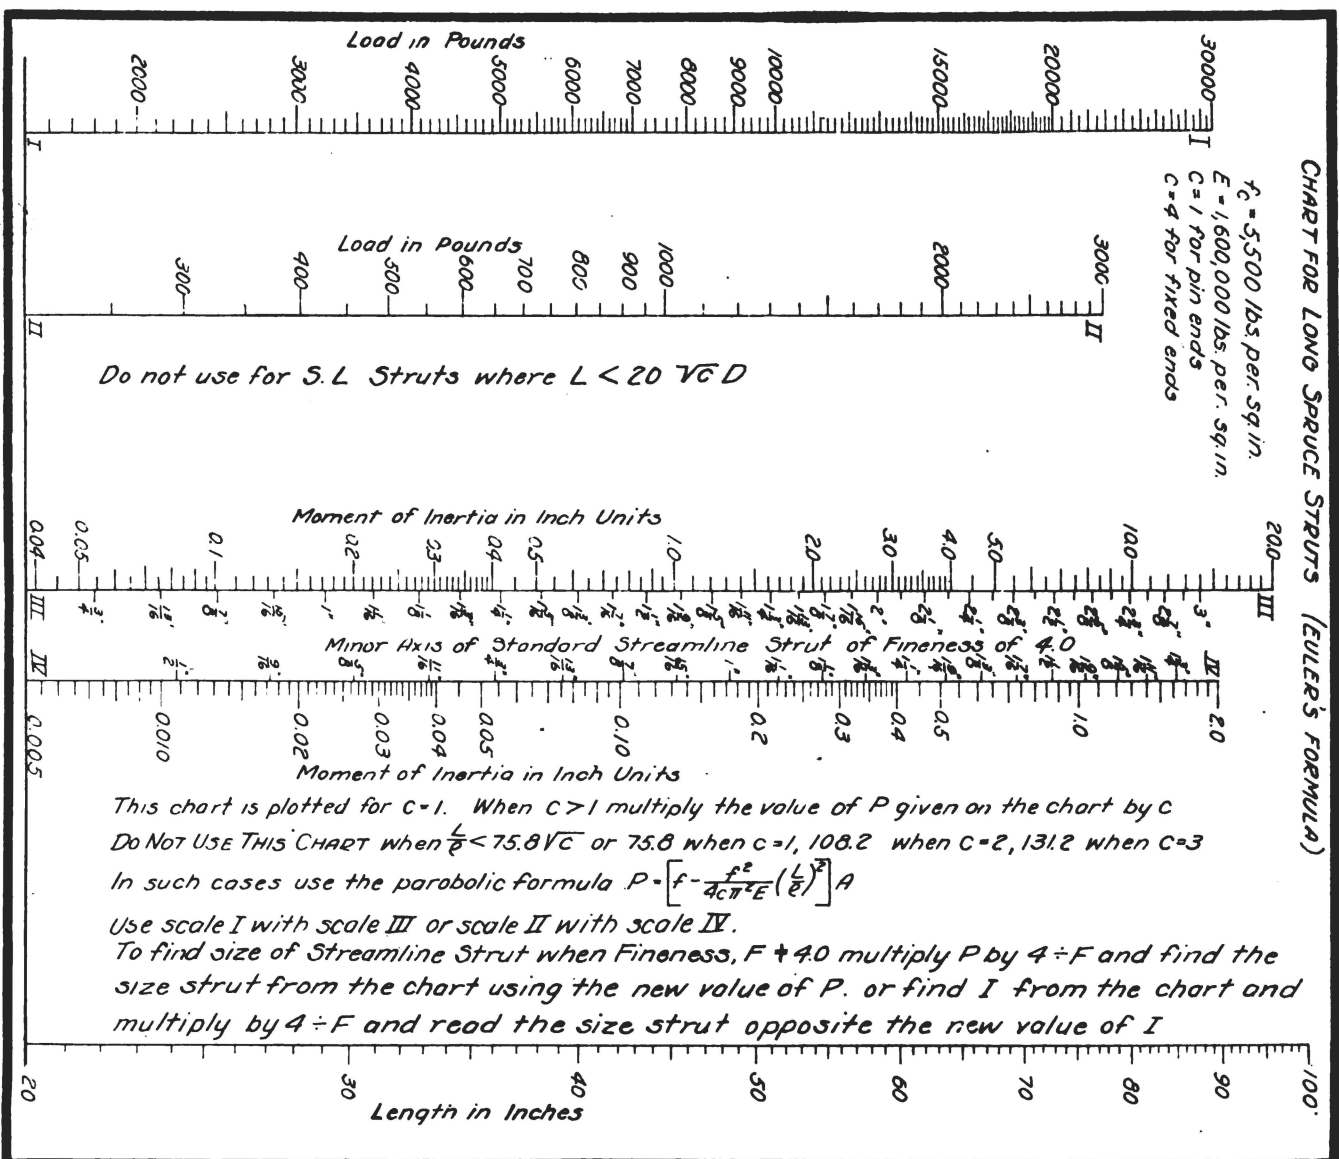 CHART FOR LONG SPRUCE STRUTS (EULER'S FORMULA)
fc = 5,500 lbs. per. sq. in.
E = 1,600,000 lbs. per. sq. in.
C = 1 for pin ends
C = 4 for fixed ends
Load in Pounds
2000 3000 4000 5000 6000 7000 8000 9000 10000 15000 20000 30000
I I
Load in Pounds
300 400 500 600 700 800 900 1000 2000 3000
II II
Do not use for S.L Struts where L < 20 √c D
Moment of Inertia in Inch Units
0.04 0.05 0.1 0.2 0.3 0.4 0.5 1.0 2.0 3.0 4.0 5.0 10.0 20.0
III III
Minor Axis of Standard Streamline Strut of Fineness of 4.0
IV IV
0.005 0.010 0.02 0.03 0.04 0.05 0.10 0.2 0.3 0.4 0.5 1.0 2.0
Moment of Inertia in Inch Units
This chart is plotted for C=1. When C > 1 multiply the value of P given on the chart by C
DO NOT USE THIS CHART when L/ρ < 75.8√c or 75.8 when c=1, 108.2 when c=2, 131.2 when c=3
In such cases use the parabolic formula P = [f - f²/4cπ²E (L/ρ)²] A
Use scale I with scale III or scale II with scale IV.
To find size of Streamline Strut when Fineness, F ≠ 4.0 multiply P by 4÷F and find the
size strut from the chart using the new value of P. or find I from the chart and
multiply by 4÷F and read the size strut opposite the new value of I
20 30 40 50 60 70 80 90 100
Length in Inches